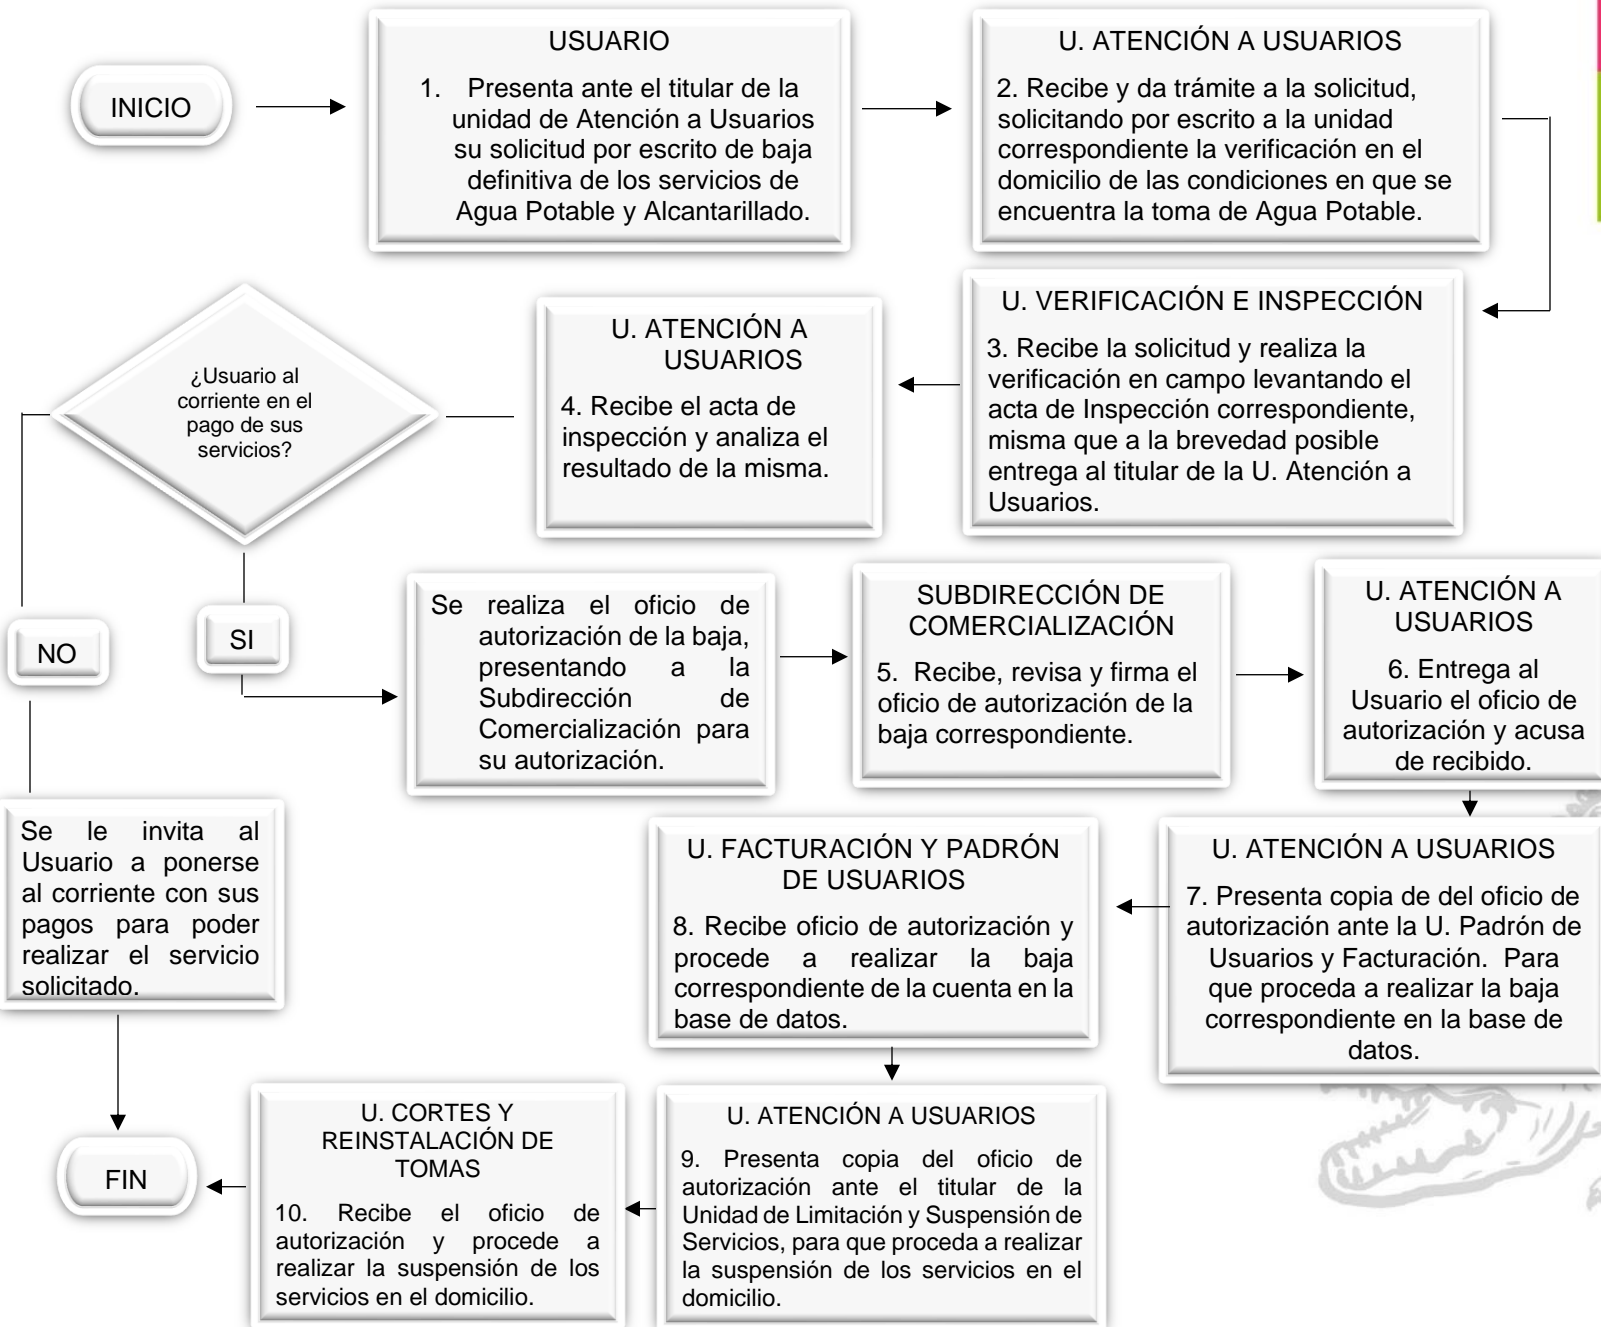 INICIO
USUARIO
1. Presenta ante el titular de la
unidad de Atención a Usuarios
su solicitud por escrito de baja
definitiva de los servicios de
Agua Potable y Alcantarillado.
U. ATENCIÓN A USUARIOS
2. Recibe y da trámite a la solicitud,
solicitando por escrito a la unidad
correspondiente la verificación en el
domicilio de las condiciones en que se
encuentra la toma de Agua Potable.
U. VERIFICACIÓN E INSPECCIÓN
3. Recibe la solicitud y realiza la
verificación en campo levantando el
acta de Inspección correspondiente,
misma que a la brevedad posible
entrega al titular de la U. Atención a
Usuarios.
U. ATENCIÓN A
USUARIOS
4. Recibe el acta de
inspección y analiza el
resultado de la misma.
¿Usuario al
corriente en el
pago de sus
servicios?
NO
SI
Se realiza el oficio de
autorización de la baja,
presentando a la
Subdirección de
Comercialización para
su autorización.
SUBDIRECCIÓN DE
COMERCIALIZACIÓN
5. Recibe, revisa y firma el
oficio de autorización de la
baja correspondiente.
U. ATENCIÓN A
USUARIOS
6. Entrega al
Usuario el oficio de
autorización y acusa
de recibido.
Se le invita al
Usuario a ponerse
al corriente con sus
pagos para poder
realizar el servicio
solicitado.
U. ATENCIÓN A USUARIOS
7. Presenta copia de del oficio de
autorización ante la U. Padrón de
Usuarios y Facturación. Para
que proceda a realizar la baja
correspondiente en la base de
datos.
U. FACTURACIÓN Y PADRÓN
DE USUARIOS
8. Recibe oficio de autorización y
procede a realizar la baja
correspondiente de la cuenta en la
base de datos.
U. ATENCIÓN A USUARIOS
9. Presenta copia del oficio de
autorización ante el titular de la
Unidad de Limitación y Suspensión de
Servicios, para que proceda a realizar
la suspensión de los servicios en el
domicilio.
U. CORTES Y
REINSTALACIÓN DE
TOMAS
10. Recibe el oficio de
autorización y procede a
realizar la suspensión de los
servicios en el domicilio.
FIN